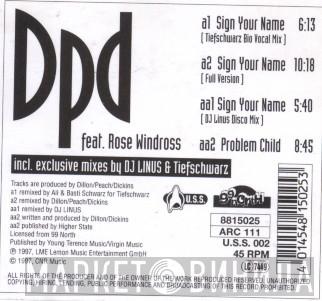 Dpd
feat. Rose Windross
a1 Sign Your Name 6:13
[ Tiefschwarz Bio Vocal Mix ]
a2 Sign Your Name 10:18
[ Full Version ]
aa1 Sign Your Name 5:40
[ DJ Linus Disco Mix ]
aa2 Problem Child 8:45
incl. exclusive mixes by DJ LINUS & Tiefschwarz
Tracks are produced by Dillon/Peach/Dickins
a1 remixed by Ali & Basti Schwarz for Tiefschwarz
a2 remixed by Dillon/Peach/Dickins
aa1 remixed by DJ LINUS
aa2 written and produced by Dillon/Dickins
aa2 published by Higher State
Licensed from 99 North
Published by Young Terence Music/Virgin Music
℗ 1997, LME Lemon Music Entertainment GmbH
© 1997, CNR Music
U.S.S.
99 North
8815025
ARC 111
U.S.S. 002
45 RPM
LC 7449
4 014348 150253
ALL RIGHTS OF THE PRODUCER AND OF THE OWNER OF THE WORK REPRODUCED RESERVED. UNAUTHORIZED
COPYING, HIRING, LENDING, PUBLIC PERFORMANCE AND BROADCASTING OF THIS RECORD PROHIBITED.